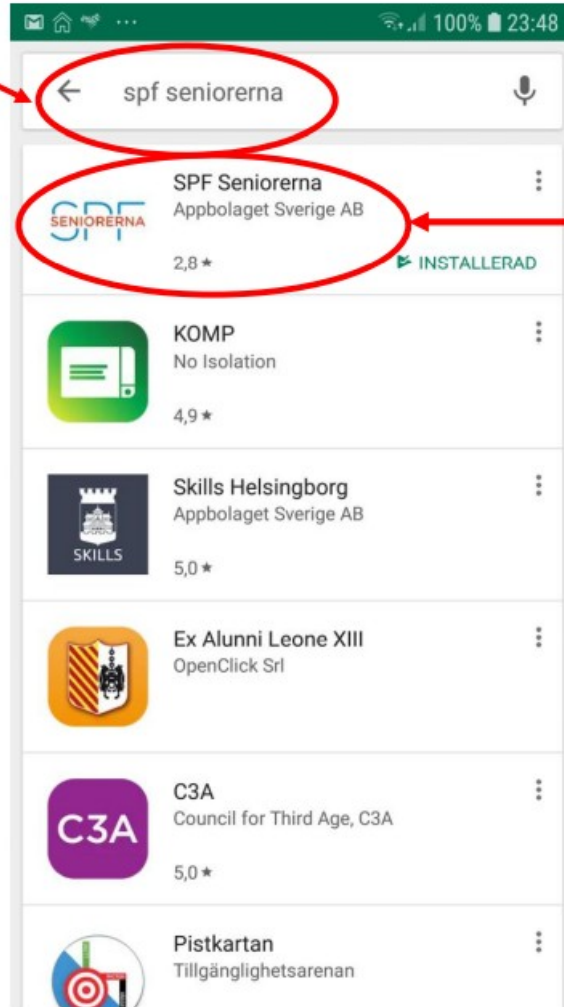 100% 23:48
spf seniorerna
SPF
SENIORERNA
SPF Seniorerna
Appbolaget Sverige AB
2,8 ★
INSTALLERAD
KOMP
No Isolation
4,9 ★
SKILLS
Skills Helsingborg
Appbolaget Sverige AB
5,0 ★
Ex Alunni Leone XIII
OpenClick Srl
C3A
C3A
Council for Third Age, C3A
5,0 ★
Pistkartan
Tillgänglighetsarenan